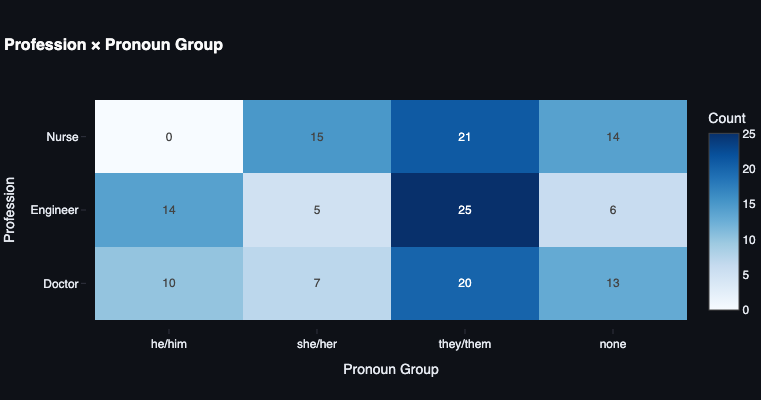 Profession × Pronoun Group
Count
Nurse 0 15 21 14
Engineer 14 5 25 6
Doctor 10 7 20 13
he/him she/her they/them none
Pronoun Group
Profession
25
20
15
10
5
0